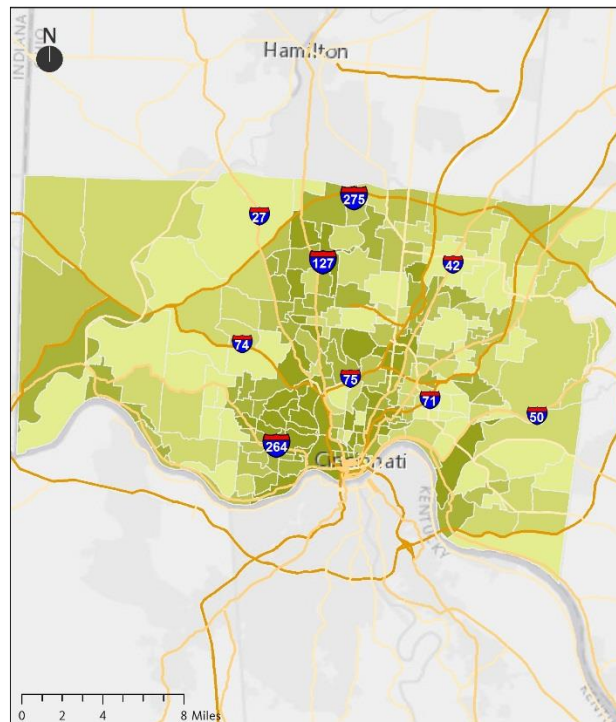 INDIANA
OHIO
N
Hamilton
275
27
127
42
74
75
71
50
264
Cincinnati
KENTUCKY
0 2 4 8 Miles